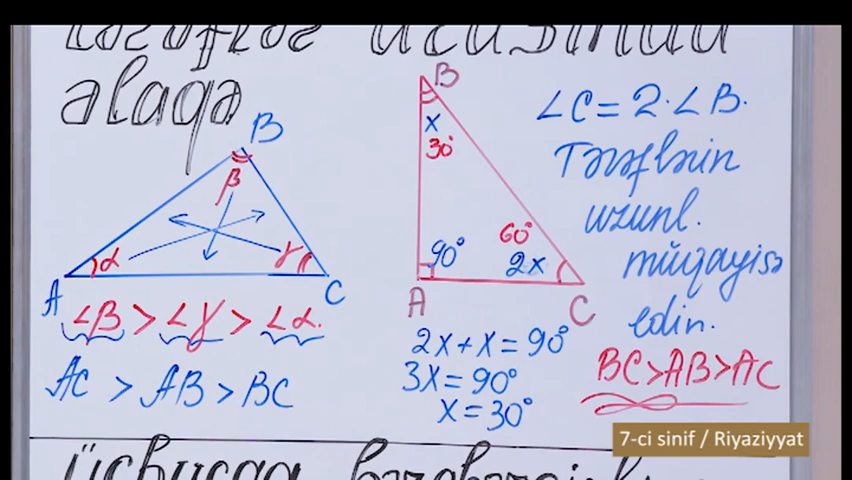 əlaqə
B
β
α
γ
A
C
∠β > ∠γ > ∠α.
AC > AB > BC
B
x
30°
60°
90°
2x
A
C
2x + x = 90°
3x = 90°
x = 30°
∠C = 2·∠B.
Tərəflərin
uzunl.
müqayisə
edin.
BC > AB > AC
7-ci sinif / Riyaziyyat